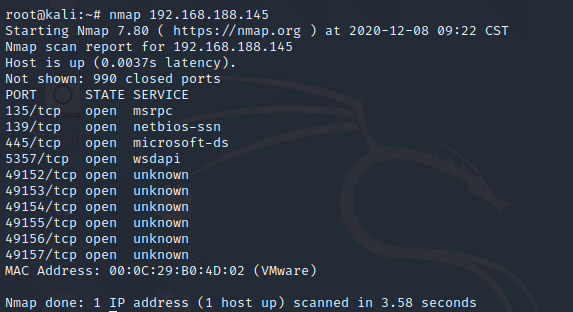 root@kali:~# nmap 192.168.188.145
Starting Nmap 7.80 ( https://nmap.org ) at 2020-12-08 09:22 CST
Nmap scan report for 192.168.188.145
Host is up (0.0037s latency).
Not shown: 990 closed ports
PORT      STATE SERVICE
135/tcp   open  msrpc
139/tcp   open  netbios-ssn
445/tcp   open  microsoft-ds
5357/tcp  open  wsdapi
49152/tcp open  unknown
49153/tcp open  unknown
49154/tcp open  unknown
49155/tcp open  unknown
49156/tcp open  unknown
49157/tcp open  unknown
MAC Address: 00:0C:29:B0:4D:02 (VMware)
Nmap done: 1 IP address (1 host up) scanned in 3.58 seconds